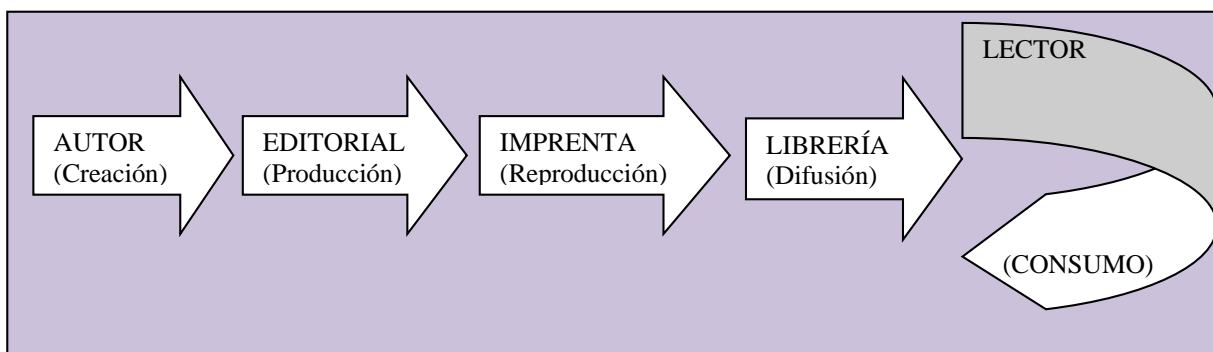 AUTOR
(Creación)
EDITORIAL
(Producción)
IMPRENTA
(Reproducción)
LIBRERÍA
(Difusión)
LECTOR
(CONSUMO)